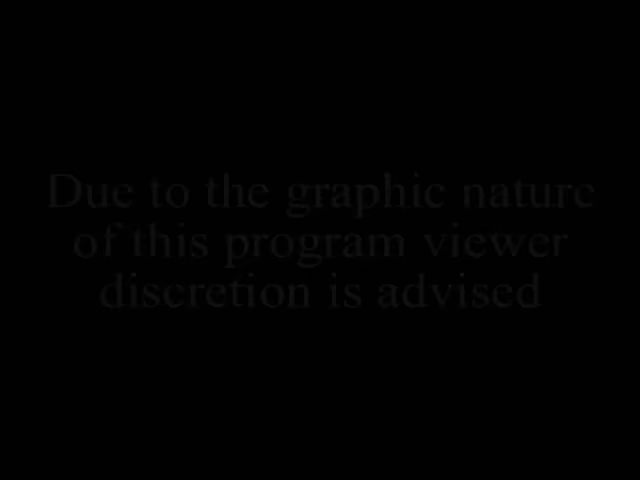 Due to the graphic nature
of this program viewer
discretion is advised